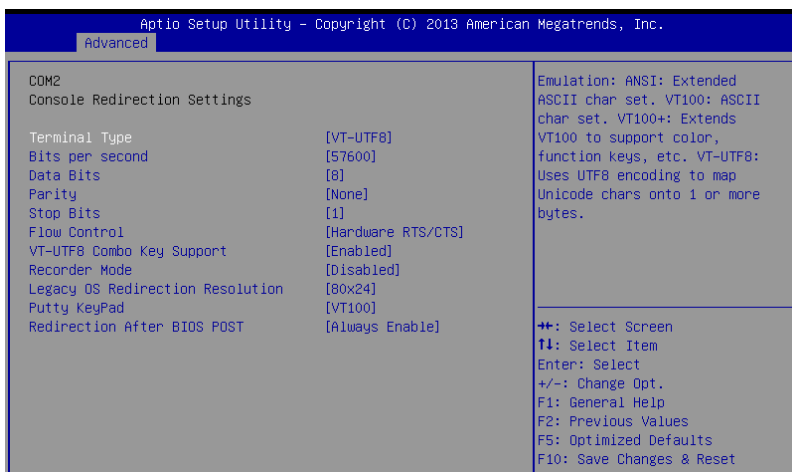 Aptio Setup Utility – Copyright (C) 2013 American Megatrends, Inc.
Advanced
COM2
Console Redirection Settings
Terminal Type [VT-UTF8]
Bits per second [57600]
Data Bits [8]
Parity [None]
Stop Bits [1]
Flow Control [Hardware RTS/CTS]
VT-UTF8 Combo Key Support [Enabled]
Recorder Mode [Disabled]
Legacy OS Redirection Resolution [80x24]
Putty KeyPad [VT100]
Redirection After BIOS POST [Always Enable]
Emulation: ANSI: Extended
ASCII char set. VT100: ASCII
char set. VT100+: Extends
VT100 to support color,
function keys, etc. VT-UTF8:
Uses UTF8 encoding to map
Unicode chars onto 1 or more
bytes.
→←: Select Screen
↑↓: Select Item
Enter: Select
+/-: Change Opt.
F1: General Help
F2: Previous Values
F5: Optimized Defaults
F10: Save Changes & Reset